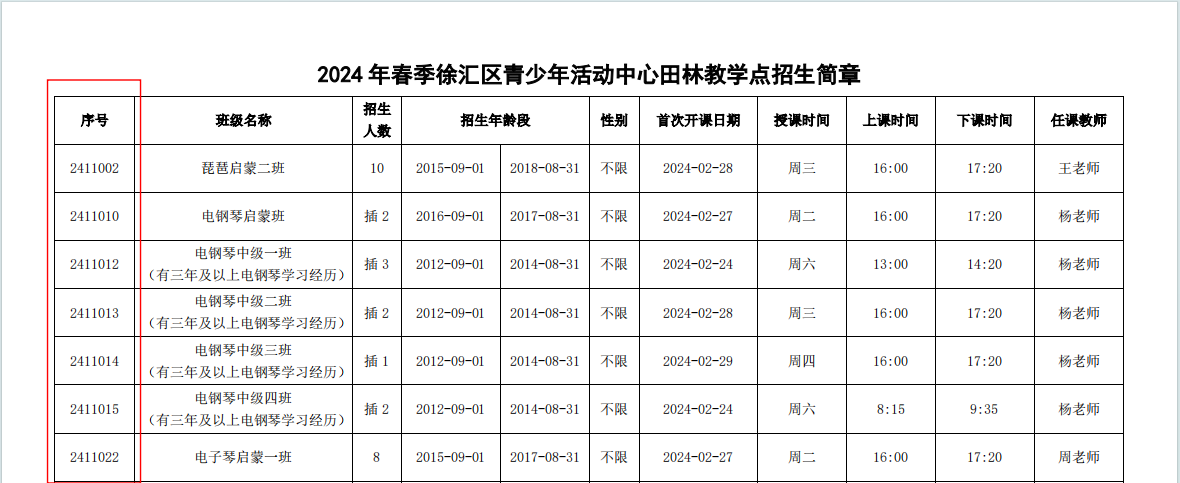 2024 年春季徐汇区青少年活动中心田林教学点招生简章
序号 班级名称 招生人数 招生年龄段 性别 首次开课日期 授课时间 上课时间 下课时间 任课教师
2411002 琵琶启蒙二班 10 2015-09-01 2018-08-31 不限 2024-02-28 周三 16:00 17:20 王老师
2411010 电钢琴启蒙班 插 2 2016-09-01 2017-08-31 不限 2024-02-27 周二 16:00 17:20 杨老师
2411012 电钢琴中级一班
（有三年及以上电钢琴学习经历） 插 3 2012-09-01 2014-08-31 不限 2024-02-24 周六 13:00 14:20 杨老师
2411013 电钢琴中级二班
（有三年及以上电钢琴学习经历） 插 2 2012-09-01 2014-08-31 不限 2024-02-28 周三 16:00 17:20 杨老师
2411014 电钢琴中级三班
（有三年及以上电钢琴学习经历） 插 1 2012-09-01 2014-08-31 不限 2024-02-29 周四 16:00 17:20 杨老师
2411015 电钢琴中级四班
（有三年及以上电钢琴学习经历） 插 2 2012-09-01 2014-08-31 不限 2024-02-24 周六 8:15 9:35 杨老师
2411022 电子琴启蒙一班 8 2015-09-01 2017-08-31 不限 2024-02-27 周二 16:00 17:20 周老师